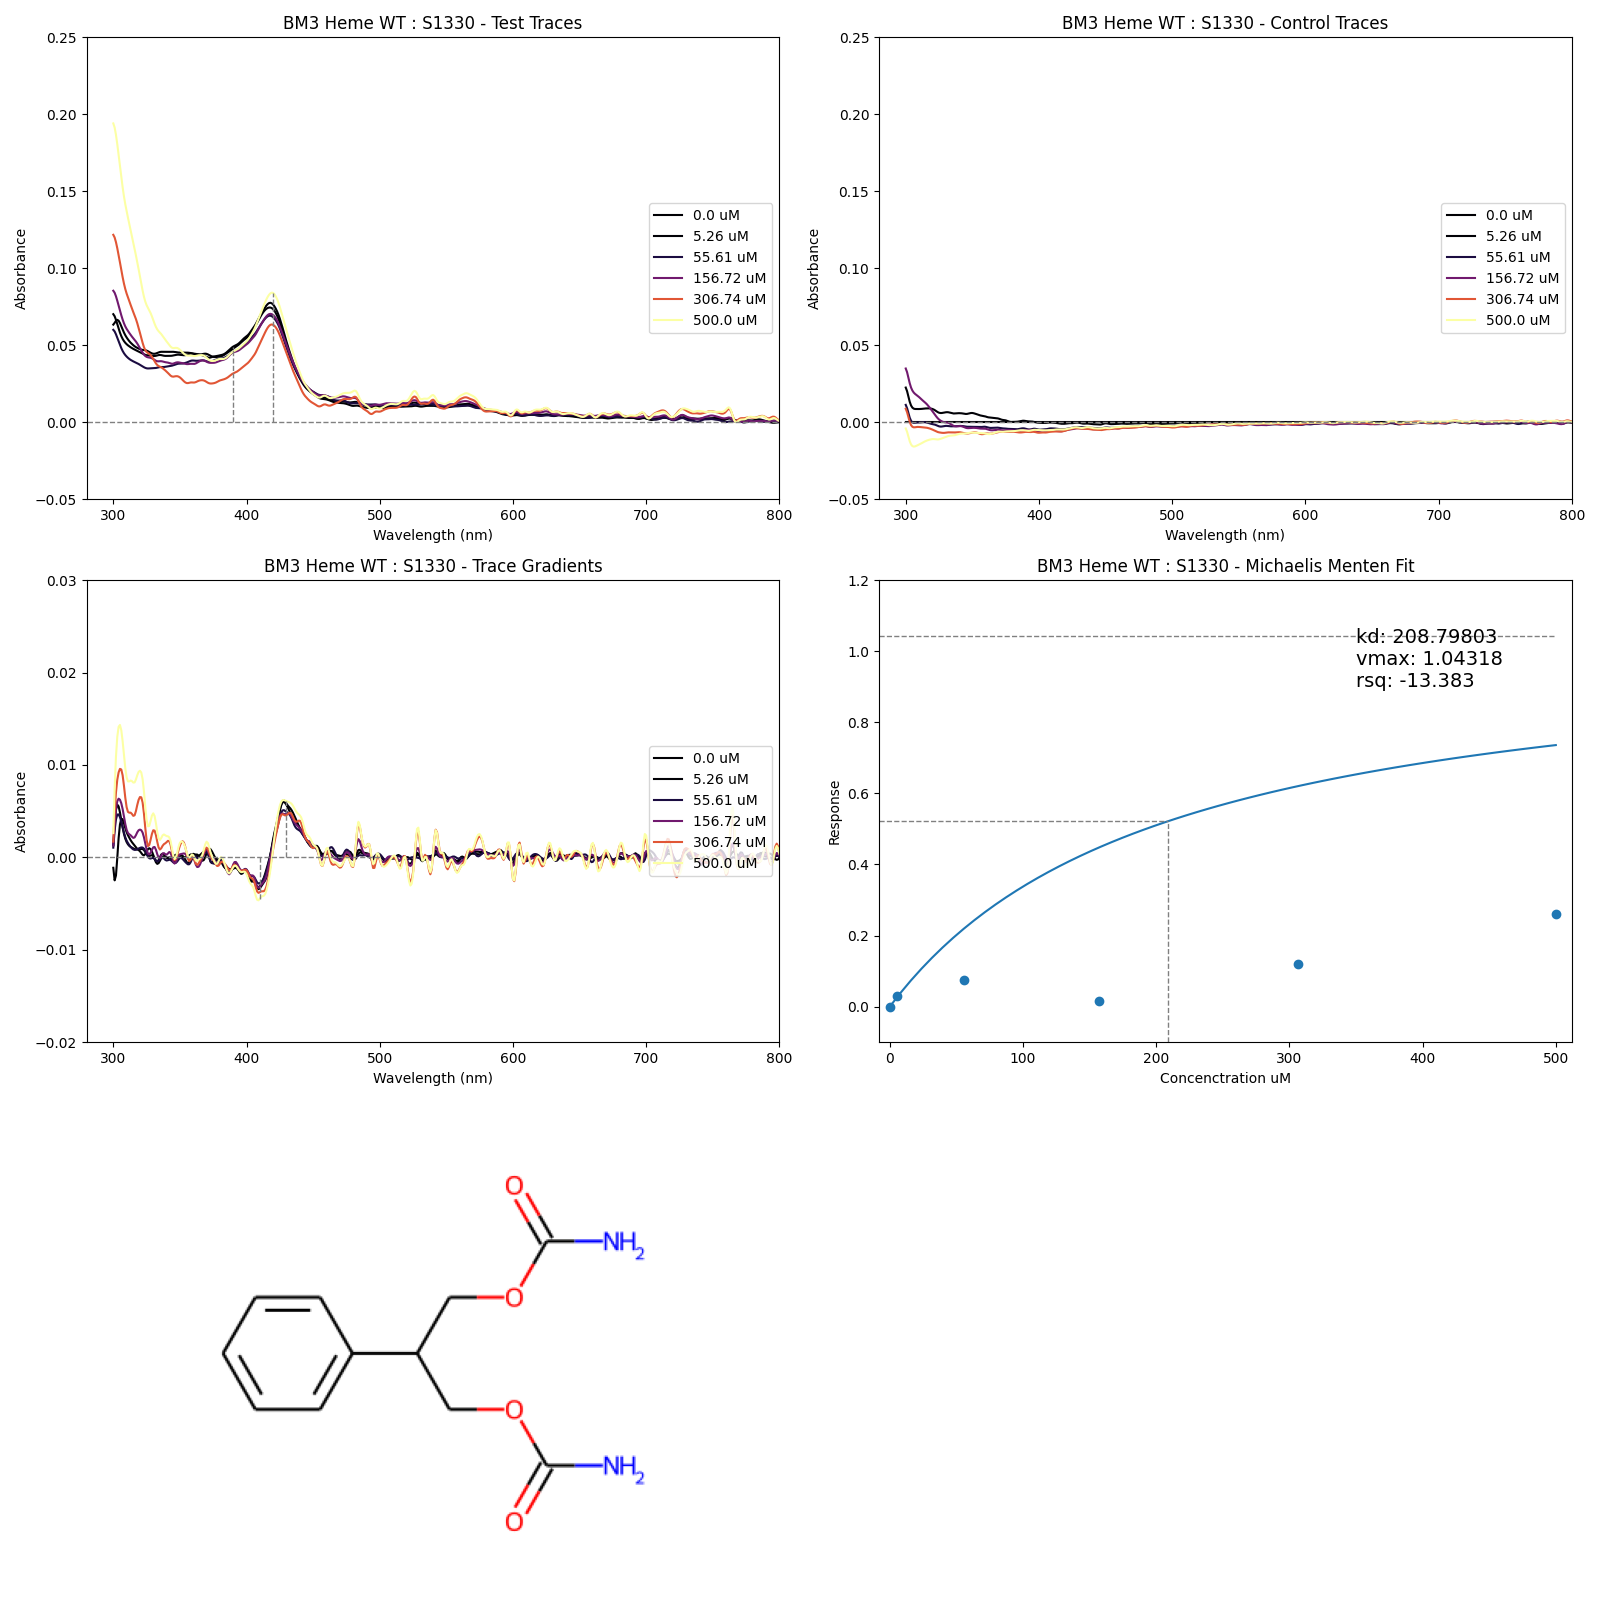 BM3 Heme WT : S1330 - Test Traces
0.25
0.20
0.15
0.10
0.05
0.00
−0.05
Absorbance
300 400 500 600 700 800
Wavelength (nm)
0.0 uM
5.26 uM
55.61 uM
156.72 uM
306.74 uM
500.0 uM
BM3 Heme WT : S1330 - Control Traces
0.25
0.20
0.15
0.10
0.05
0.00
−0.05
Absorbance
300 400 500 600 700 800
Wavelength (nm)
0.0 uM
5.26 uM
55.61 uM
156.72 uM
306.74 uM
500.0 uM
BM3 Heme WT : S1330 - Trace Gradients
0.03
0.02
0.01
0.00
−0.01
−0.02
Absorbance
300 400 500 600 700 800
Wavelength (nm)
0.0 uM
5.26 uM
55.61 uM
156.72 uM
306.74 uM
500.0 uM
BM3 Heme WT : S1330 - Michaelis Menten Fit
1.2
1.0
0.8
0.6
0.4
0.2
0.0
Response
0 100 200 300 400 500
Concenctration uM
kd: 208.79803
vmax: 1.04318
rsq: -13.383
O
NH2
O
O
NH2
O